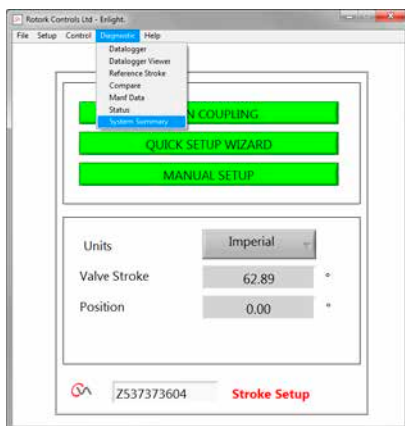 Rotork Controls Ltd - Enlight.
File Setup Control Diagnostic Help
Datalogger
Datalogger Viewer
Reference Stroke
Compare
Manf Data
Status
System Summary
N COUPLING
QUICK SETUP WIZARD
MANUAL SETUP
Units Imperial
Valve Stroke 62.89 °
Position 0.00 °
Z537373604 Stroke Setup